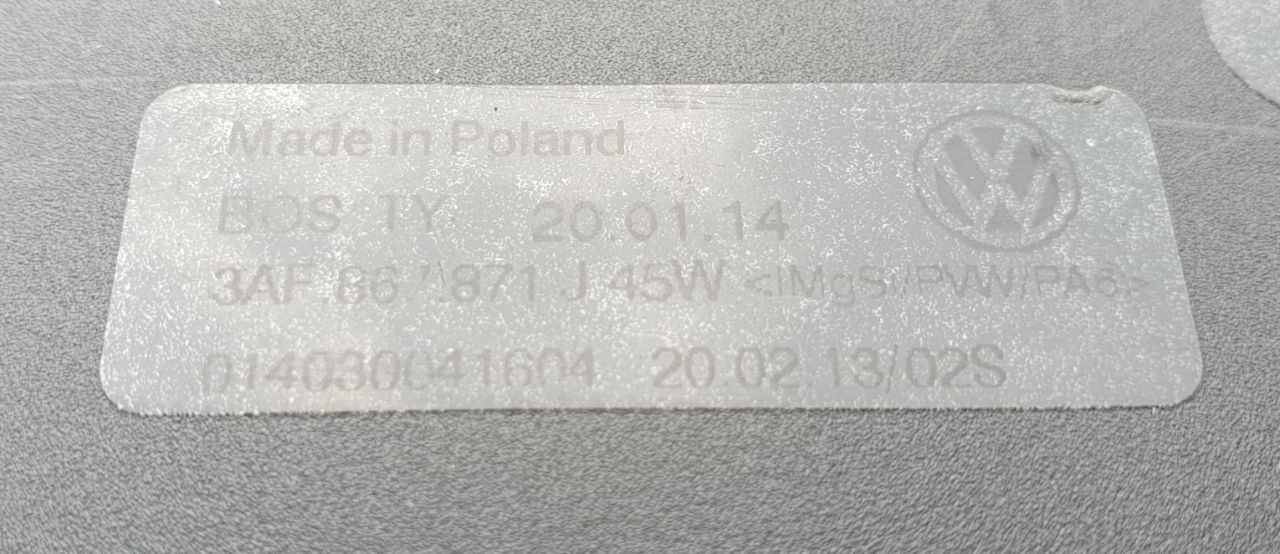 Made in Poland
BOS TY 20.01.14
3AF 867 871 J 45W <IMgSi/PVW/PA6>
014030041604 20.02 13/02S